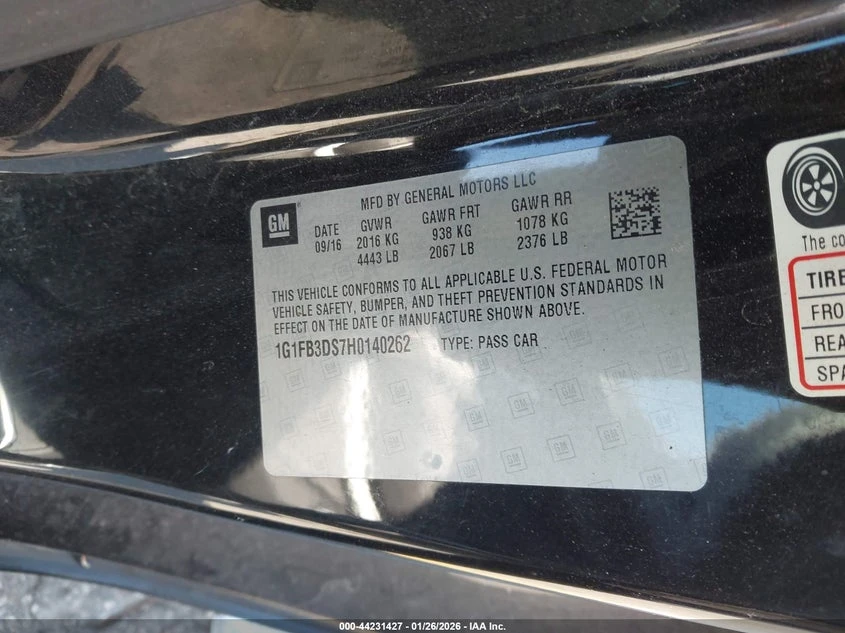 MFD BY GENERAL MOTORS LLC
GM
DATE GVWR GAWR FRT GAWR RR
09/16 2016 KG 938 KG 1078 KG
4443 LB 2067 LB 2376 LB
THIS VEHICLE CONFORMS TO ALL APPLICABLE U.S. FEDERAL MOTOR
VEHICLE SAFETY, BUMPER, AND THEFT PREVENTION STANDARDS IN
EFFECT ON THE DATE OF MANUFACTURE SHOWN ABOVE.
1G1FB3DS7H0140262 TYPE: PASS CAR
The co
TIRE
FRO
REA
SPA
000-44231427 | 01/26/2026 | © IAA Inc.